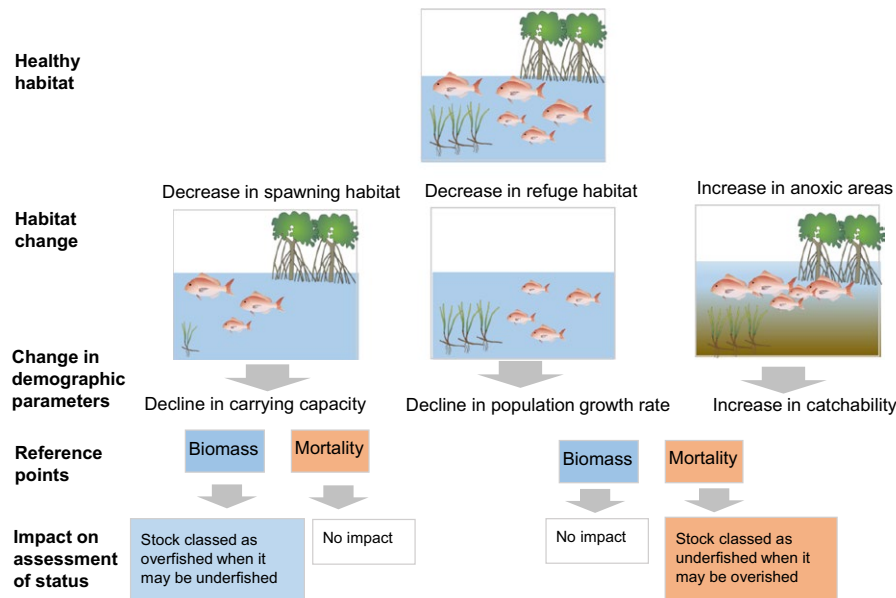 Healthy
habitat
Decrease in spawning habitat
Decrease in refuge habitat
Increase in anoxic areas
Habitat
change
Change in
demographic
parameters
Decline in carrying capacity
Decline in population growth rate
Increase in catchability
Reference
points
Biomass
Mortality
Biomass
Mortality
Impact on
assessment
of status
Stock classed as
overfished when it
may be underfished
No impact
No impact
Stock classed as
underfished when it
may be overished